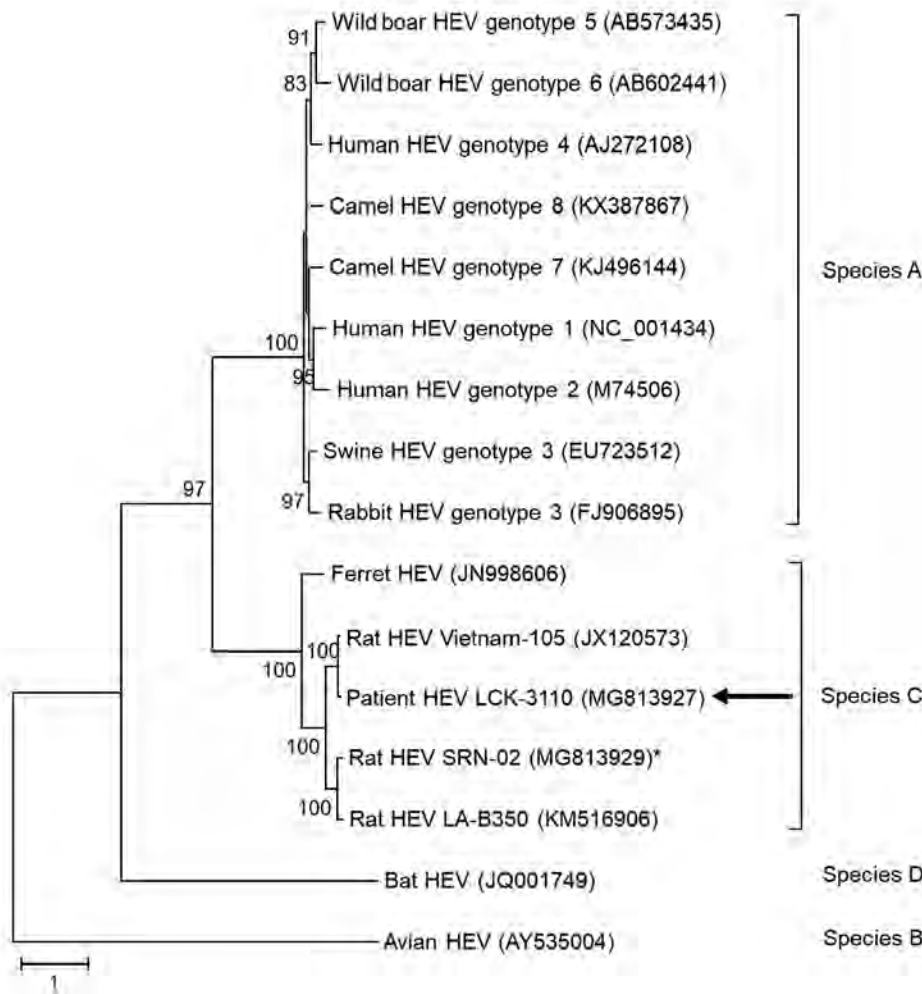 Wild boar HEV genotype 5 (AB573435)
91
83
Wild boar HEV genotype 6 (AB602441)
Human HEV genotype 4 (AJ272108)
Camel HEV genotype 8 (KX387867)
Camel HEV genotype 7 (KJ496144)
Species A
Human HEV genotype 1 (NC_001434)
100
95
Human HEV genotype 2 (M74506)
Swine HEV genotype 3 (EU723512)
97
97
Rabbit HEV genotype 3 (FJ906895)
Ferret HEV (JN998606)
Rat HEV Vietnam-105 (JX120573)
100
100
Patient HEV LCK-3110 (MG813927)
Species C
100
Rat HEV SRN-02 (MG813929)*
100
Rat HEV LA-B350 (KM516906)
Bat HEV (JQ001749)
Species D
Avian HEV (AY535004)
Species B
1